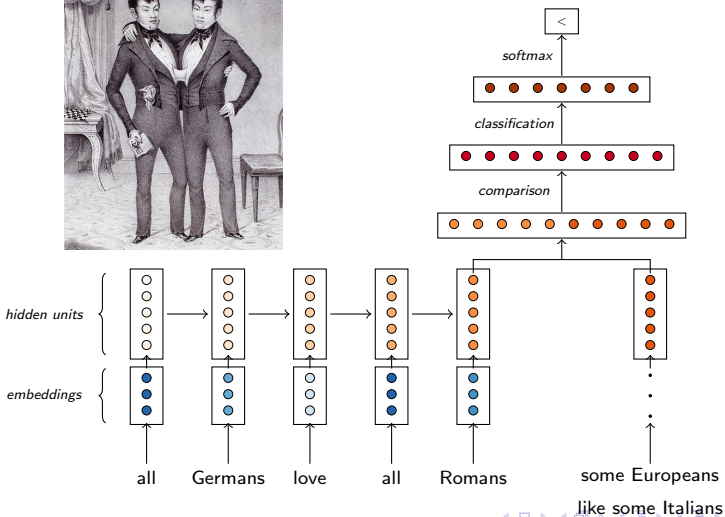 <
softmax
classification
comparison
hidden units
embeddings
all Germans love all Romans
some Europeans
like some Italians